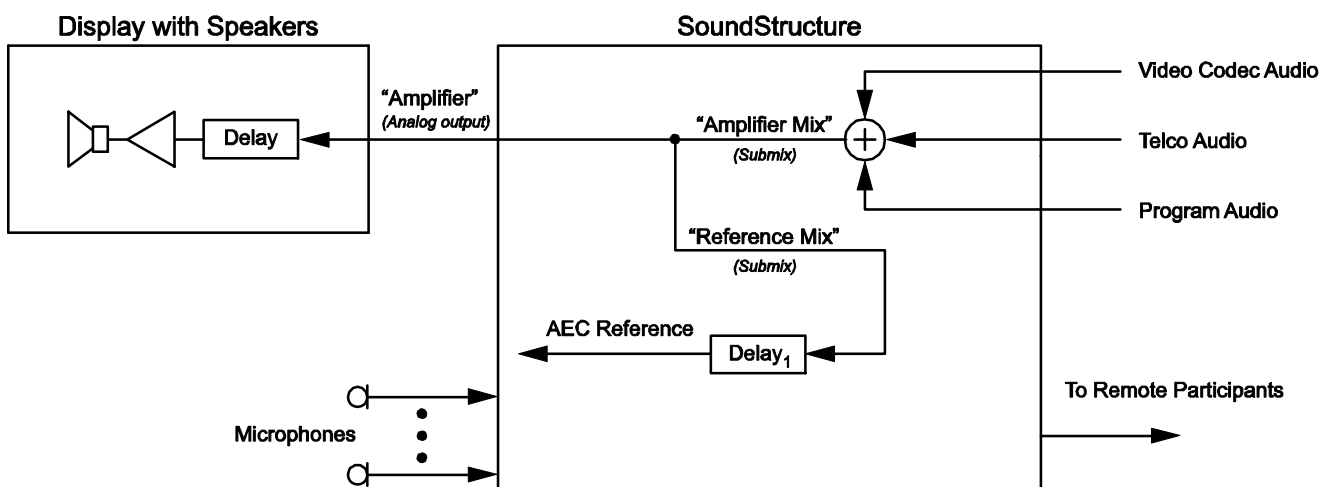 Display with Speakers
SoundStructure
Video Codec Audio
“Amplifier”
(Analog output)
“Amplifier Mix”
(Submix)
Delay
Telco Audio
Program Audio
“Reference Mix”
(Submix)
AEC Reference
Delay1
To Remote Participants
Microphones